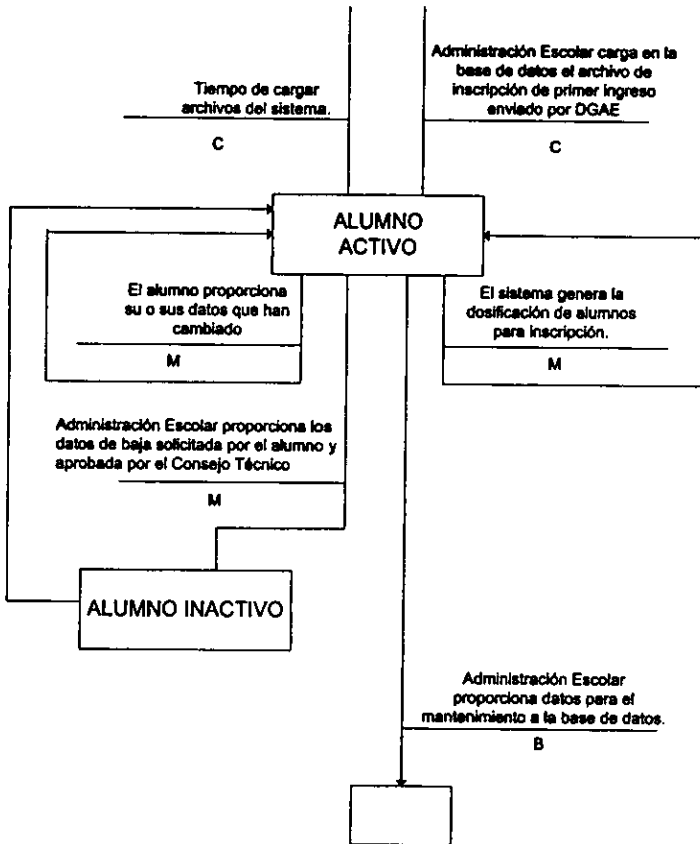 Tiempo de cargar
archivos del sistema.
C
Administración Escolar carga en la
base de datos el archivo de
inscripción de primer ingreso
enviado por DGAE
C
ALUMNO
ACTIVO
El alumno proporciona
su o sus datos que han
cambiado
M
El sistema genera la
dosificación de alumnos
para inscripción.
M
Administración Escolar proporciona los
datos de baja solicitada por el alumno y
aprobada por el Consejo Técnico
M
ALUMNO INACTIVO
Administración Escolar
proporciona datos para el
mantenimiento a la base de datos.
B